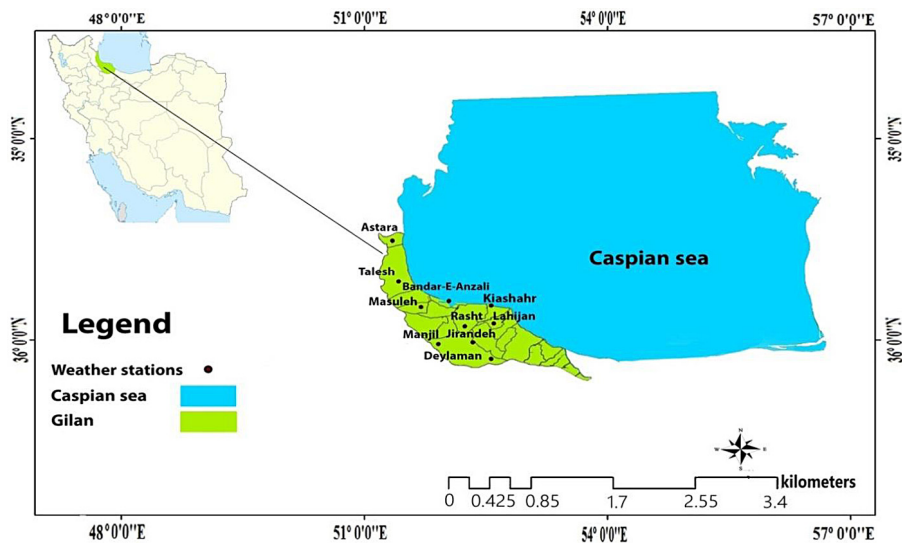 48°0'0"E 51°0'0"E 54°0'0"E 57°0'0"E
35°0'0"N 35°0'0"N
Astara
Caspian sea
Talesh
Bandar-E-Anzali
Masuleh
Kiashahr
Rasht
Lahijan
Manjil
Jirandeh
Deylaman
36°0'0"N 36°0'0"N
Legend
Weather stations
Caspian sea
Gilan
N
W E
S
kilometers
0 0.425 0.85 1.7 2.55 3.4
48°0'0"E 51°0'0"E 54°0'0"E 57°0'0"E